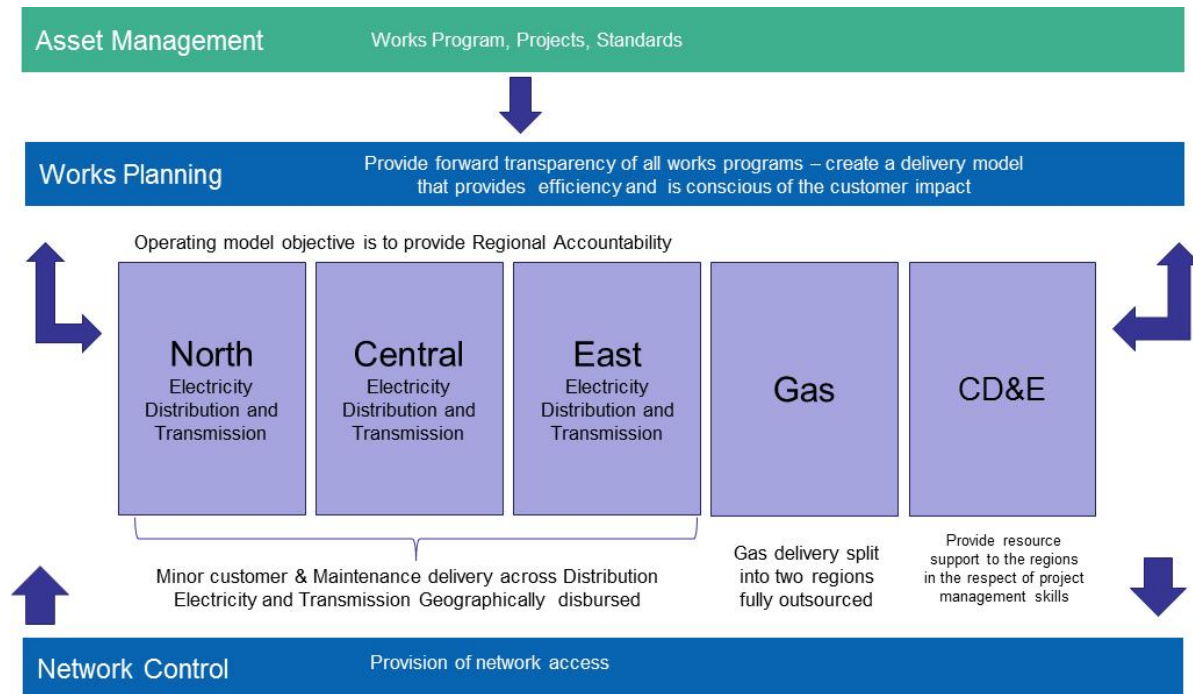 Asset Management
Works Program, Projects, Standards
Works Planning
Provide forward transparency of all works programs – create a delivery model
that provides efficiency and is conscious of the customer impact
Operating model objective is to provide Regional Accountability
North
Electricity
Distribution and
Transmission
Central
Electricity
Distribution and
Transmission
East
Electricity
Distribution and
Transmission
Gas
CD&E
Minor customer & Maintenance delivery across Distribution
Electricity and Transmission Geographically disbursed
Gas delivery split
into two regions
fully outsourced
Provide resource
support to the regions
in the respect of project
management skills
Network Control
Provision of network access